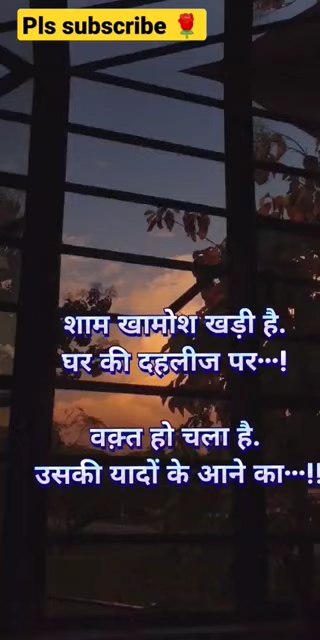 Pls subscribe 🌹
शाम खामोश खड़ी है.
घर की दहलीज पर...!
वक़्त हो चला है.
उसकी यादों के आने का...!!